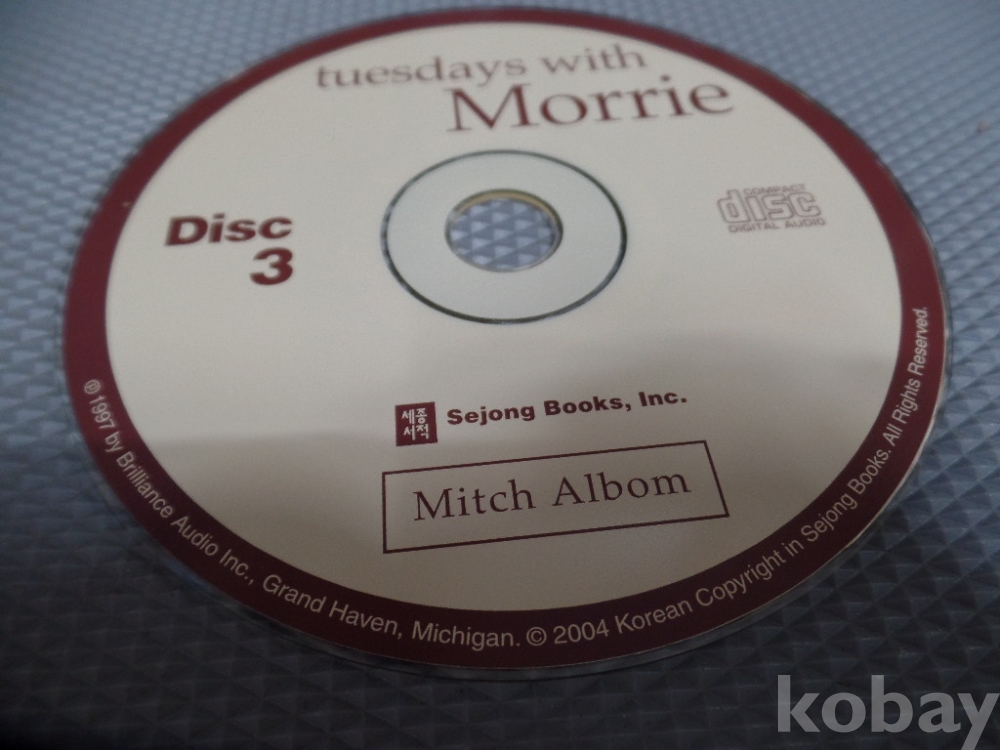 tuesdays with
Morrie
Disc
3
COMPACT
disc
DIGITAL AUDIO
세종
서적
Sejong Books, Inc.
Mitch Albom
℗ 1997 by Brilliance Audio Inc., Grand Haven, Michigan. © 2004 Korean Copyright in Sejong Books. All Rights Reserved.
kobay